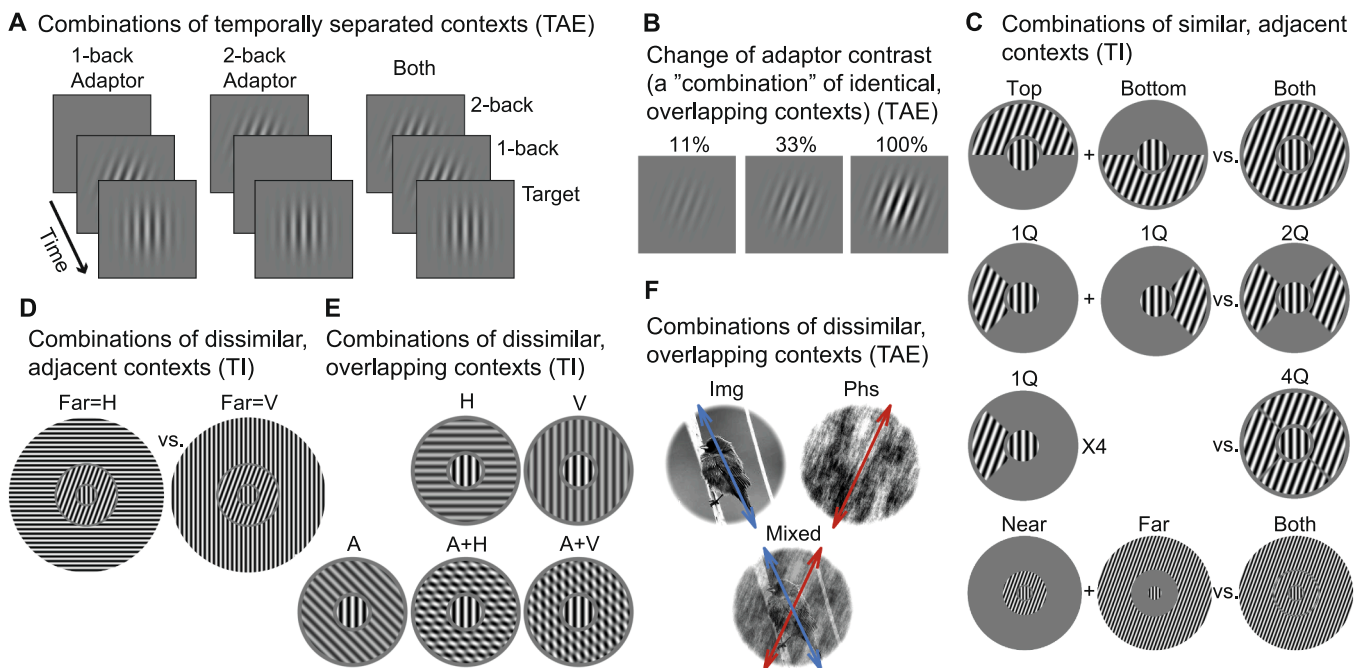 A Combinations of temporally separated contexts (TAE)
1-back
Adaptor
2-back
Adaptor
Both
2-back
1-back
Target
Time
B
Change of adaptor contrast
(a ”combination” of identical,
overlapping contexts) (TAE)
11% 33% 100%
C Combinations of similar, adjacent
contexts (TI)
Top Bottom Both
+ vs.
1Q 1Q 2Q
+ vs.
1Q 4Q
X4 vs.
Near Far Both
+ vs.
D
Combinations of dissimilar,
adjacent contexts (TI)
Far=H Far=V
vs.
E
Combinations of dissimilar,
overlapping contexts (TI)
H V
A A+H A+V
F
Combinations of dissimilar,
overlapping contexts (TAE)
Img Phs
Mixed